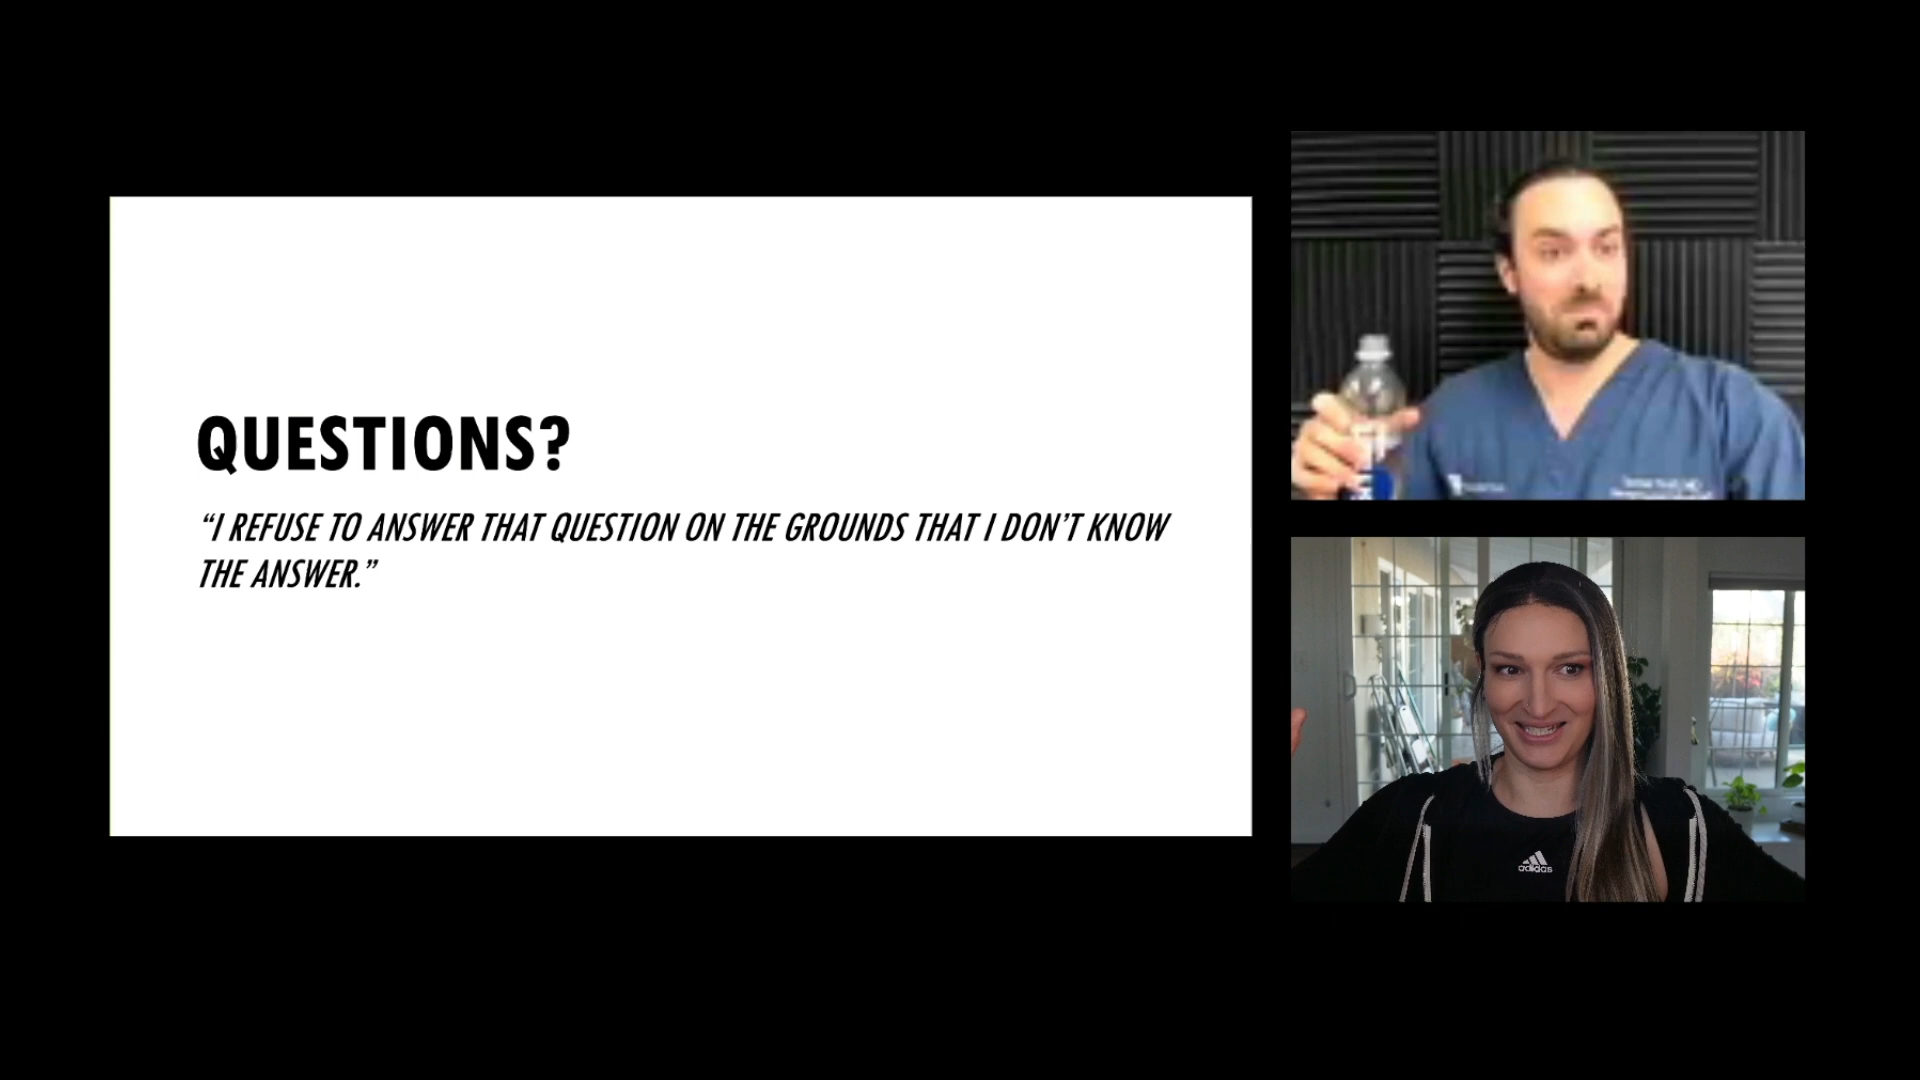 QUESTIONS?
“I REFUSE TO ANSWER THAT QUESTION ON THE GROUNDS THAT I DON’T KNOW
THE ANSWER.”
adidas